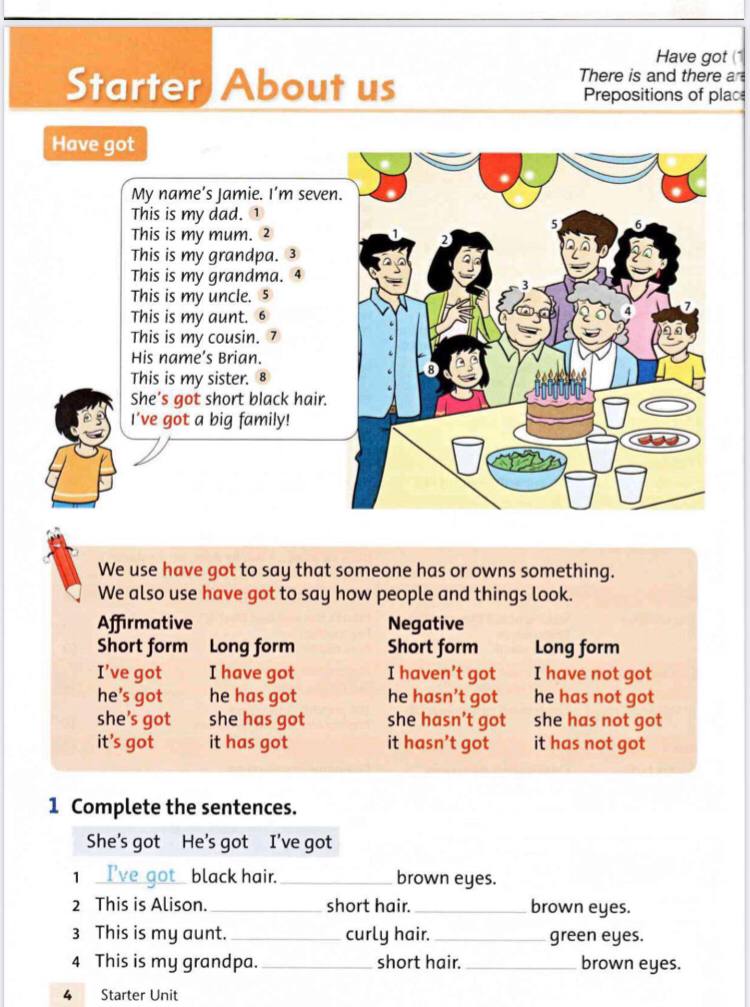 Have got (1
There is and there are
Prepositions of place
Starter About us
Have got
My name's Jamie. I'm seven.
This is my dad. 1
This is my mum. 2
This is my grandpa. 3
This is my grandma. 4
This is my uncle. 5
This is my aunt. 6
This is my cousin. 7
His name's Brian.
This is my sister. 8
She's got short black hair.
I've got a big family!
1
2
3
4
5
6
7
8
We use have got to say that someone has or owns something.
We also use have got to say how people and things look.
Affirmative Negative
Short form Long form Short form Long form
I've got I have got I haven't got I have not got
he's got he has got he hasn't got he has not got
she's got she has got she hasn't got she has not got
it's got it has got it hasn't got it has not got
1 Complete the sentences.
She's got He's got I've got
1 I've got black hair. ____________ brown eyes.
2 This is Alison. ____________ short hair. ____________ brown eyes.
3 This is my aunt. ____________ curly hair. ____________ green eyes.
4 This is my grandpa. ____________ short hair. ____________ brown eyes.
4 Starter Unit